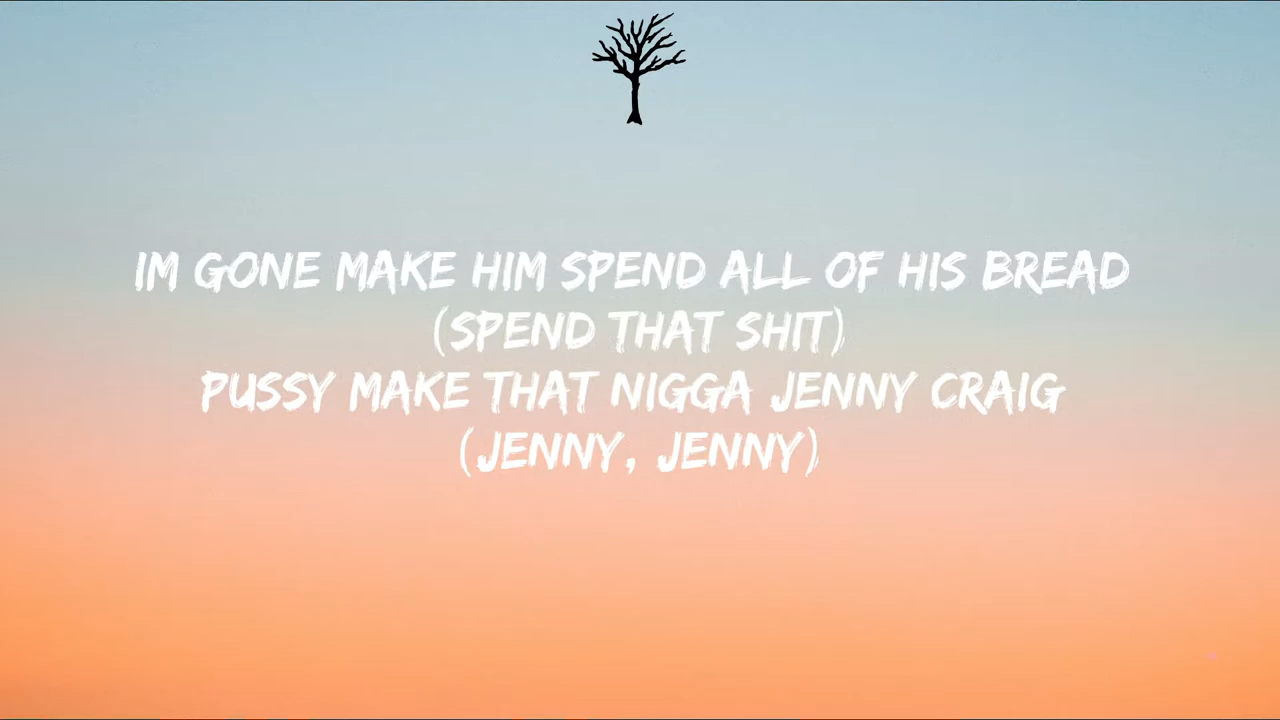 IM GONE MAKE HIM SPEND ALL OF HIS BREAD
(SPEND THAT SHIT)
PUSSY MAKE THAT NIGGA JENNY CRAIG
(JENNY, JENNY)